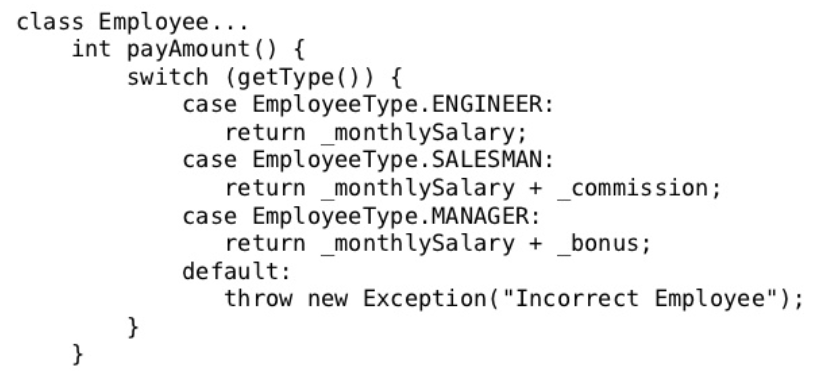 class Employee...
    int payAmount() {
        switch (getType()) {
            case EmployeeType.ENGINEER:
               return _monthlySalary;
            case EmployeeType.SALESMAN:
               return _monthlySalary + _commission;
            case EmployeeType.MANAGER:
               return _monthlySalary + _bonus;
            default:
               throw new Exception("Incorrect Employee");
        }
    }